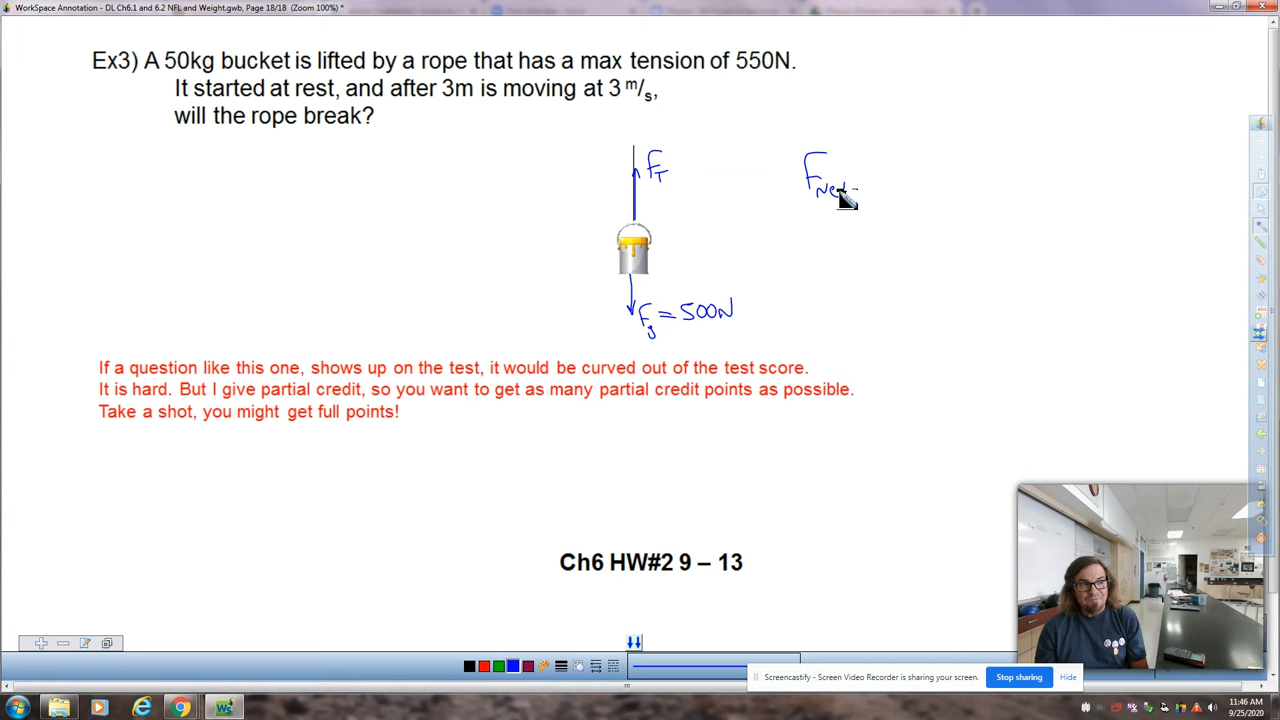 WorkSpace Annotation - DL Ch6.1 and 6.2 NFL and Weight.gwb, Page 18/18 (Zoom 100%) *
Ex3) A 50kg bucket is lifted by a rope that has a max tension of 550N.
It started at rest, and after 3m is moving at 3 m/s,
will the rope break?
FT
FNet
Fg = 500N
If a question like this one, shows up on the test, it would be curved out of the test score.
It is hard. But I give partial credit, so you want to get as many partial credit points as possible.
Take a shot, you might get full points!
Ch6 HW#2 9 – 13
Screencastify - Screen Video Recorder is sharing your screen.
Stop sharing
Hide
11:46 AM
9/25/2020